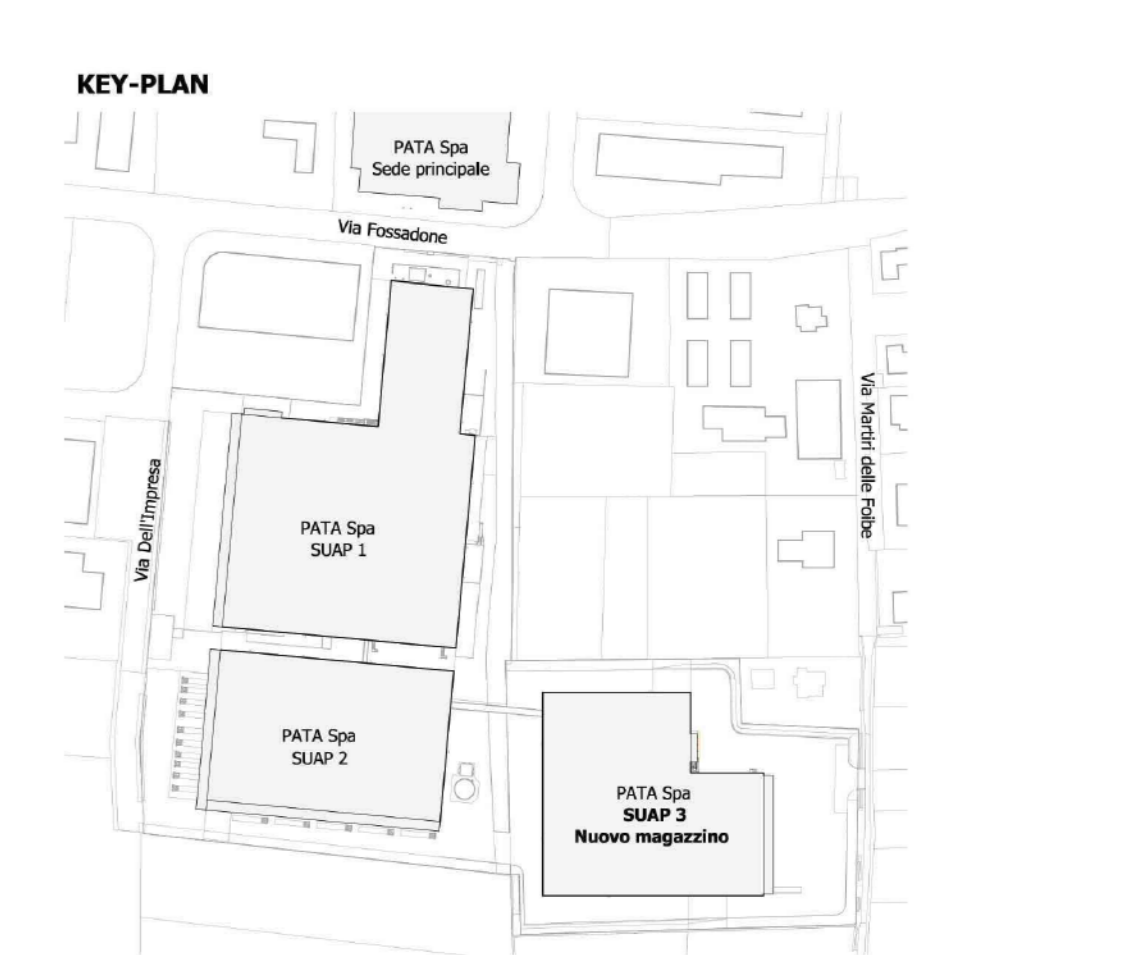 KEY-PLAN
PATA Spa
Sede principale
Via Fossadone
Via Martiri delle Foibe
Via Dell'Impresa
PATA Spa
SUAP 1
PATA Spa
SUAP 2
PATA Spa
SUAP 3
Nuovo magazzino